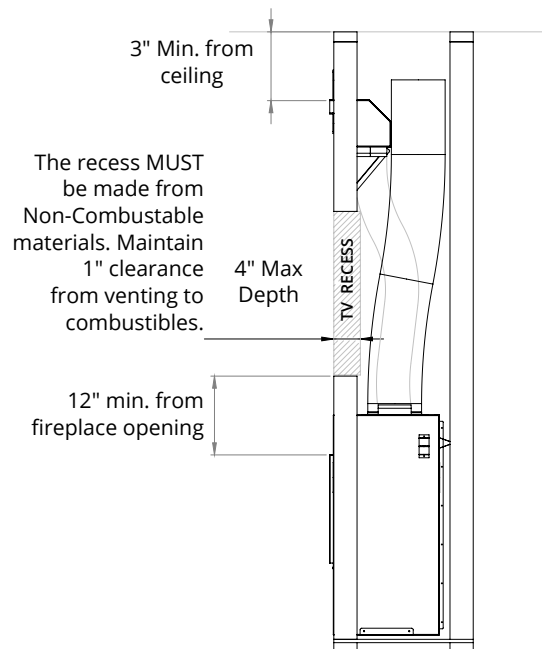 3" Min. from
ceiling
The recess MUST
be made from
Non-Combustable
materials. Maintain
1" clearance
from venting to
combustibles.
4" Max
Depth
TV RECESS
12" min. from
fireplace opening